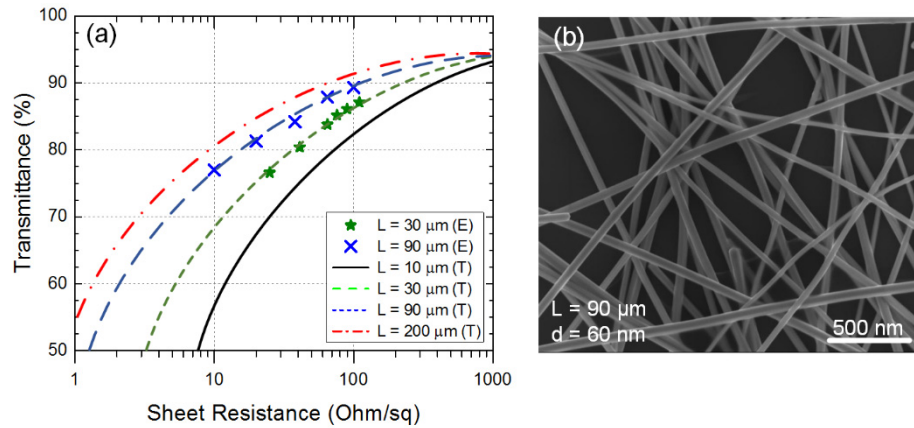 (a)
Transmittance (%)
100
95
90
80
70
60
50
L = 30 μm (E)
L = 90 μm (E)
L = 10 μm (T)
L = 30 μm (T)
L = 90 μm (T)
L = 200 μm (T)
1 10 100 1000
Sheet Resistance (Ohm/sq)
(b)
L = 90 μm
d = 60 nm
500 nm